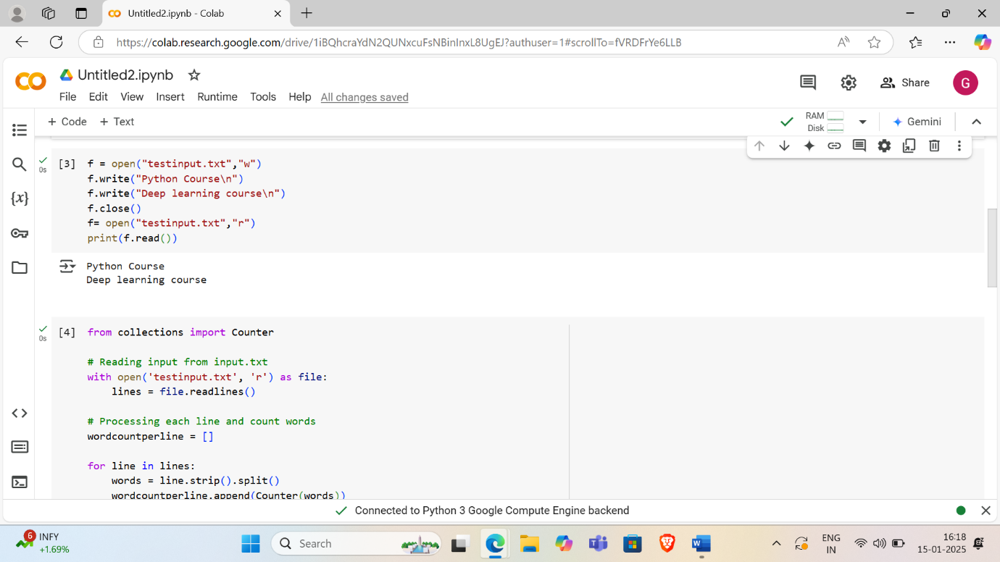 Untitled2.ipynb - Colab
https://colab.research.google.com/drive/1iBQhcraYdN2QUNxcuFsNBinInxL8UgEJ?authuser=1#scrollTo=fVRDFrYe6LLB
Untitled2.ipynb
File Edit View Insert Runtime Tools Help All changes saved
Share
G
+ Code + Text
RAM
Disk
Gemini
0s
[3] f = open("testinput.txt","w")
f.write("Python Course\n")
f.write("Deep learning course\n")
f.close()
f= open("testinput.txt","r")
print(f.read())
Python Course
Deep learning course
0s
[4] from collections import Counter
# Reading input from input.txt
with open('testinput.txt', 'r') as file:
    lines = file.readlines()
# Processing each line and count words
wordcountperline = []
for line in lines:
    words = line.strip().split()
    wordcountperline.append(Counter(words))
{x}
Connected to Python 3 Google Compute Engine backend
6
INFY
+1.69%
Search
ENG
IN
16:18
15-01-2025